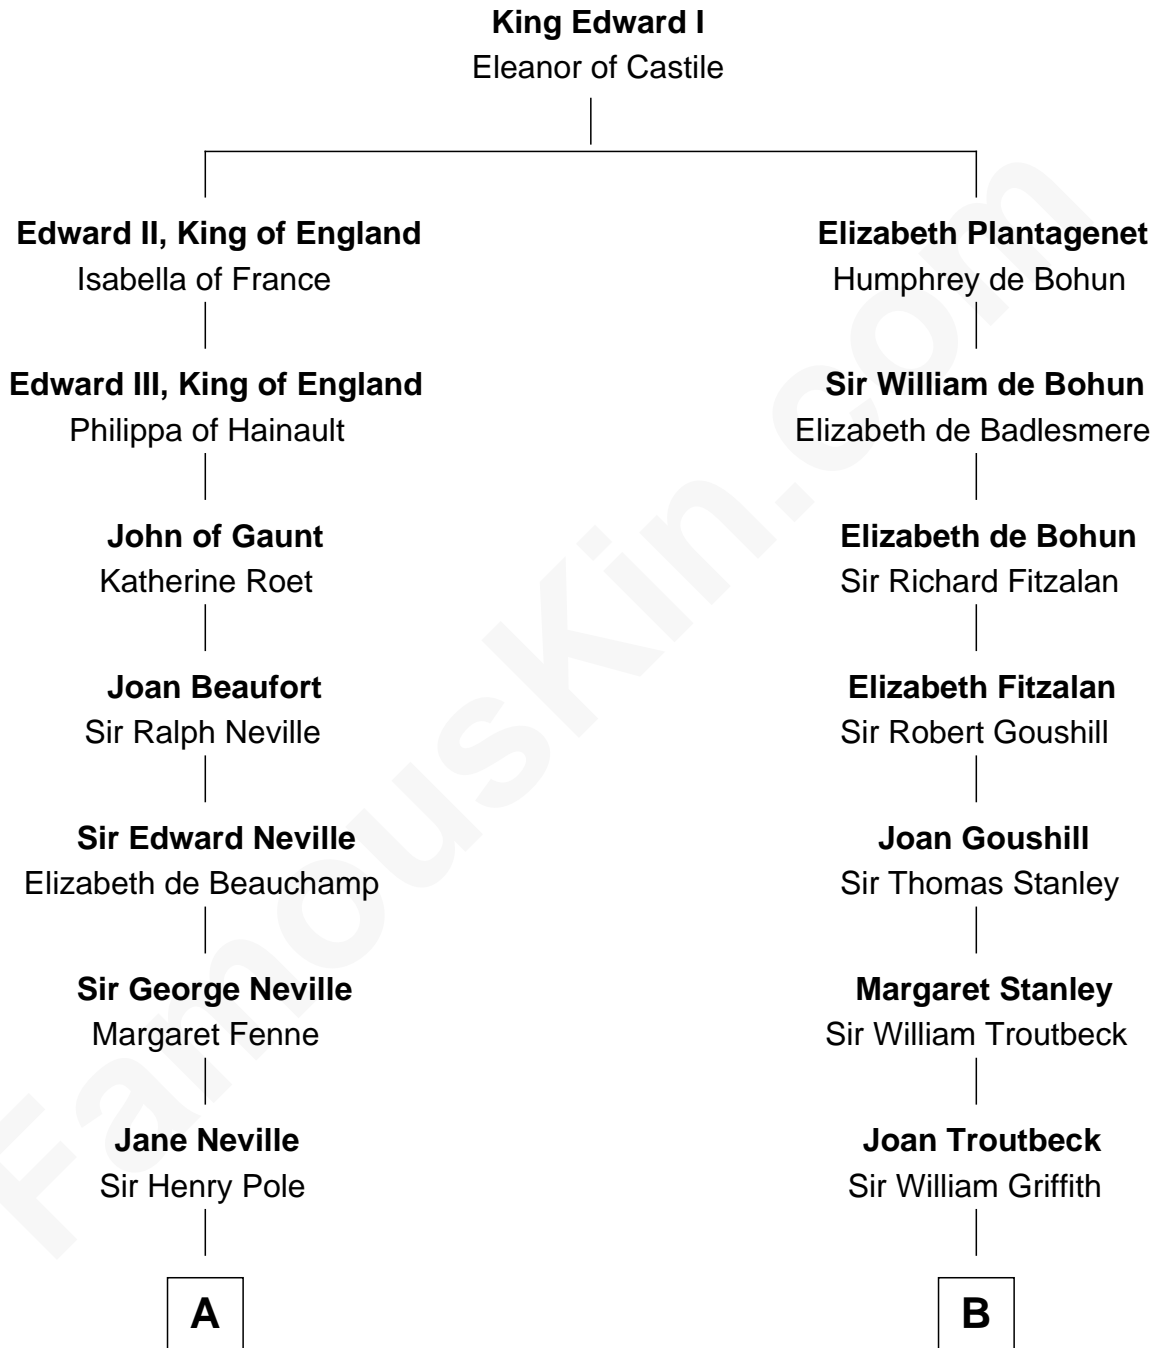 King Edward I
Eleanor of Castile
Edward II, King of England
Isabella of France
Edward III, King of England
Philippa of Hainault
John of Gaunt
Katherine Roet
Joan Beaufort
Sir Ralph Neville
Sir Edward Neville
Elizabeth de Beauchamp
Sir George Neville
Margaret Fenne
Jane Neville
Sir Henry Pole
A
Elizabeth Plantagenet
Humphrey de Bohun
Sir William de Bohun
Elizabeth de Badlesmere
Elizabeth de Bohun
Sir Richard Fitzalan
Elizabeth Fitzalan
Sir Robert Goushill
Joan Goushill
Sir Thomas Stanley
Margaret Stanley
Sir William Troutbeck
Joan Troutbeck
Sir William Griffith
B
FamousKin.com